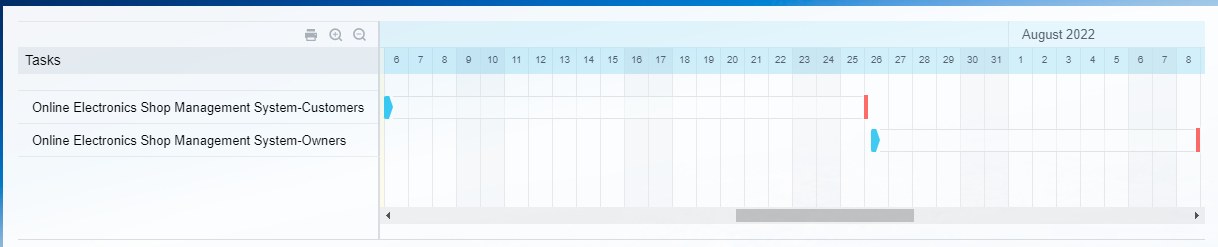 August 2022
Tasks
6 7 8 9 10 11 12 13 14 15 16 17 18 19 20 21 22 23 24 25 26 27 28 29 30 31 1 2 3 4 5 6 7 8
Online Electronics Shop Management System-Customers
Online Electronics Shop Management System-Owners